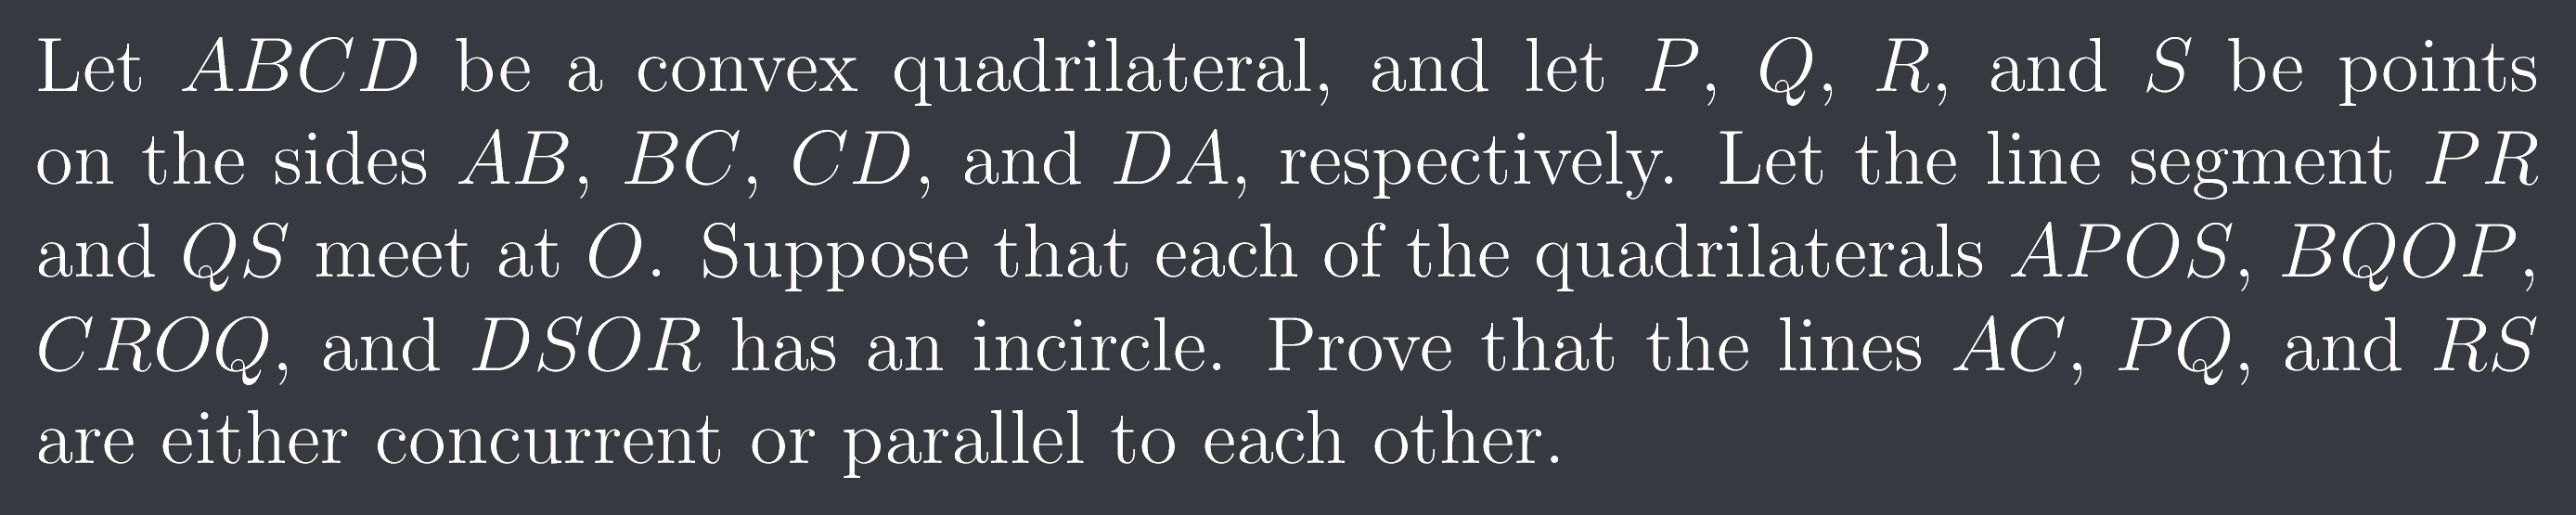 Let ABCD be a convex quadrilateral, and let P, Q, R, and S be points
on the sides AB, BC, CD, and DA, respectively. Let the line segment PR
and QS meet at O. Suppose that each of the quadrilaterals APOS, BQOP,
CROQ, and DSOR has an incircle. Prove that the lines AC, PQ, and RS
are either concurrent or parallel to each other.